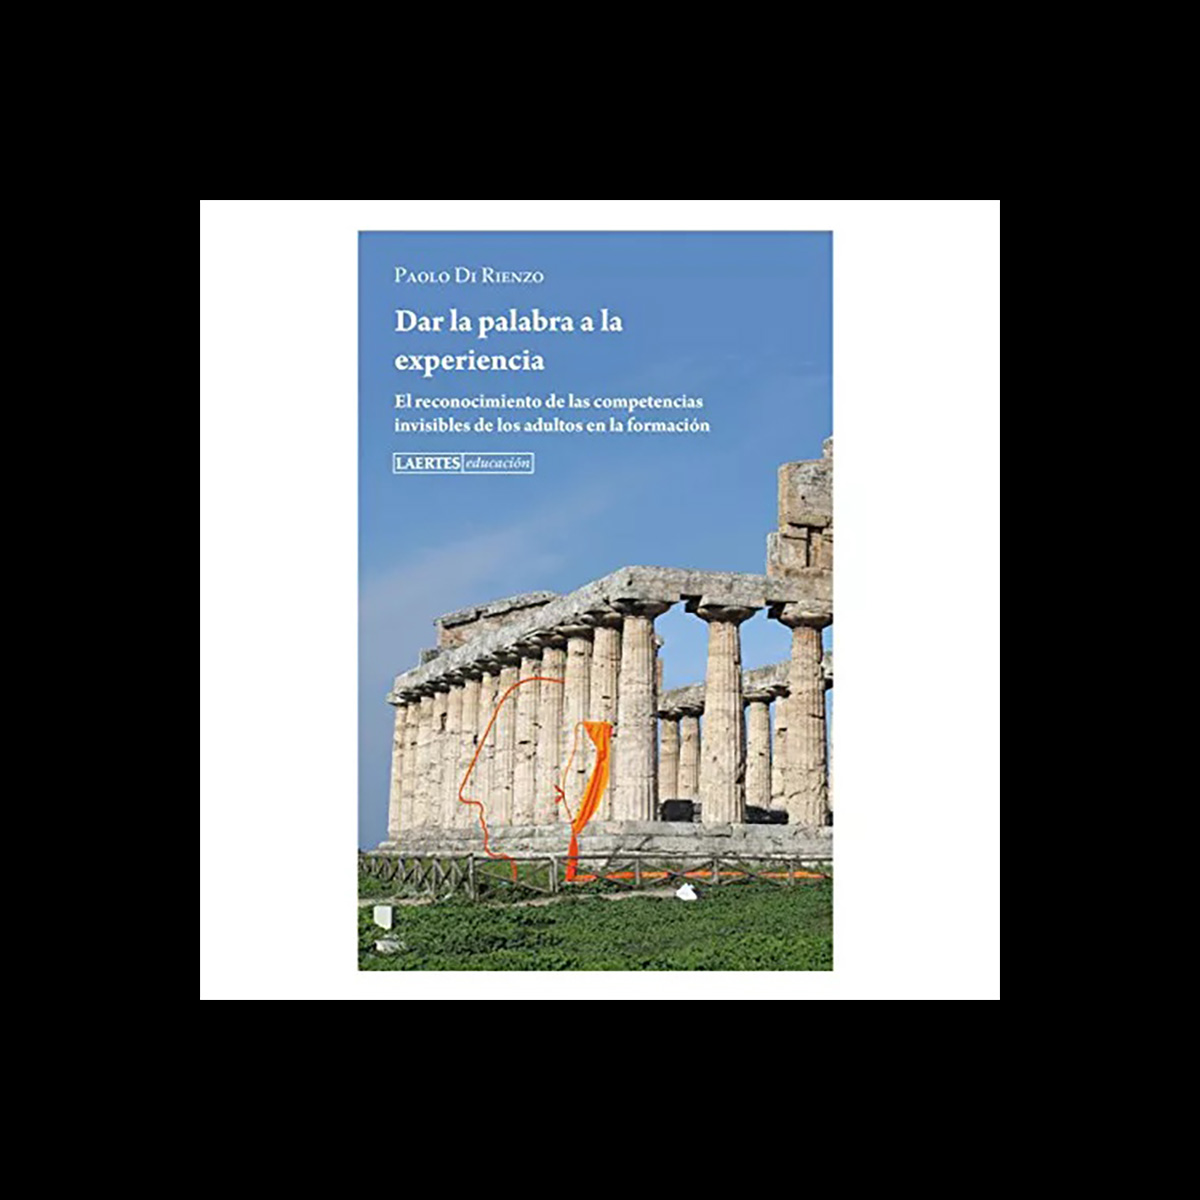 PAOLO DI RIENZO
Dar la palabra a la
experiencia
El reconocimiento de las competencias
invisibles de los adultos en la formación
LAERTES educación